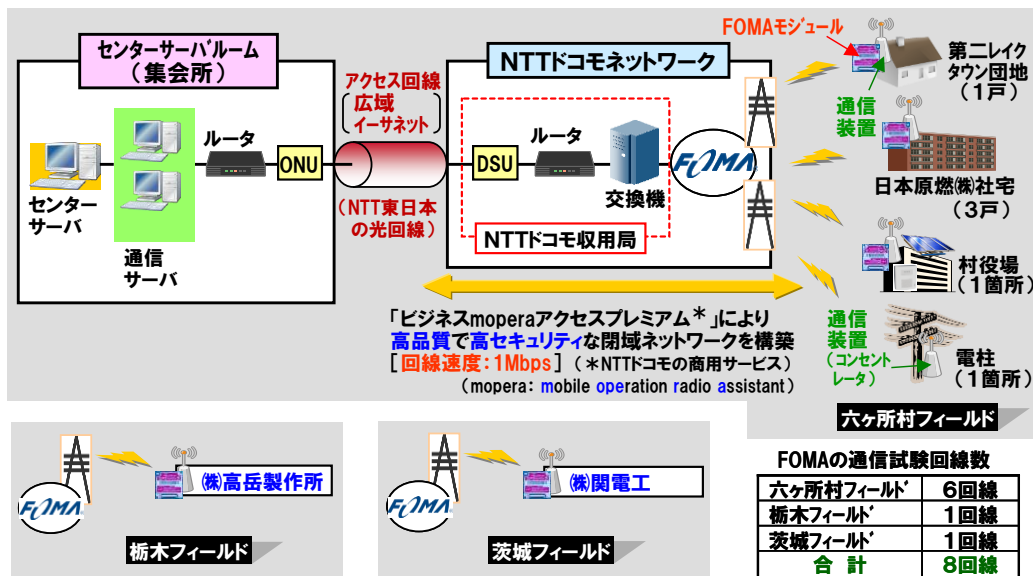 センターサーバルーム
（集会所）
センター
サーバ
通信
サーバ
ルータ
ONU
アクセス回線
広域
イーサネット
（NTT東日本
の光回線）
NTTドコモネットワーク
DSU
ルータ
交換機
FOMA
NTTドコモ収用局
「ビジネスmoperaアクセスプレミアム＊」により
高品質で高セキュリティな閉域ネットワークを構築
［回線速度：1Mbps］（＊NTTドコモの商用サービス）
（mopera： mobile operation radio assistant）
FOMAモジュール
通信
装置
第二レイク
タウン団地
（1戸）
日本原燃㈱社宅
（3戸）
村役場
（1箇所）
通信
装置
（コンセント
レータ）
電柱
（1箇所）
六ヶ所村フィールド
FOMA
㈱高岳製作所
栃木フィールド
FOMA
㈱関電工
茨城フィールド
FOMAの通信試験回線数
六ヶ所村フィールド 6回線
栃木フィールド 1回線
茨城フィールド 1回線
合 計 8回線